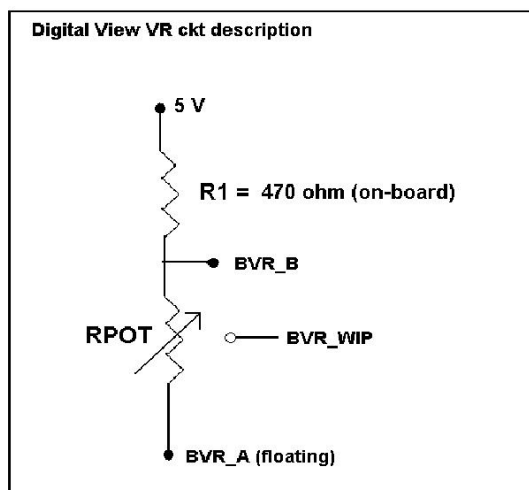 Digital View VR ckt description
5 V
R1 = 470 ohm (on-board)
BVR_B
RPOT
BVR_WIP
BVR_A (floating)